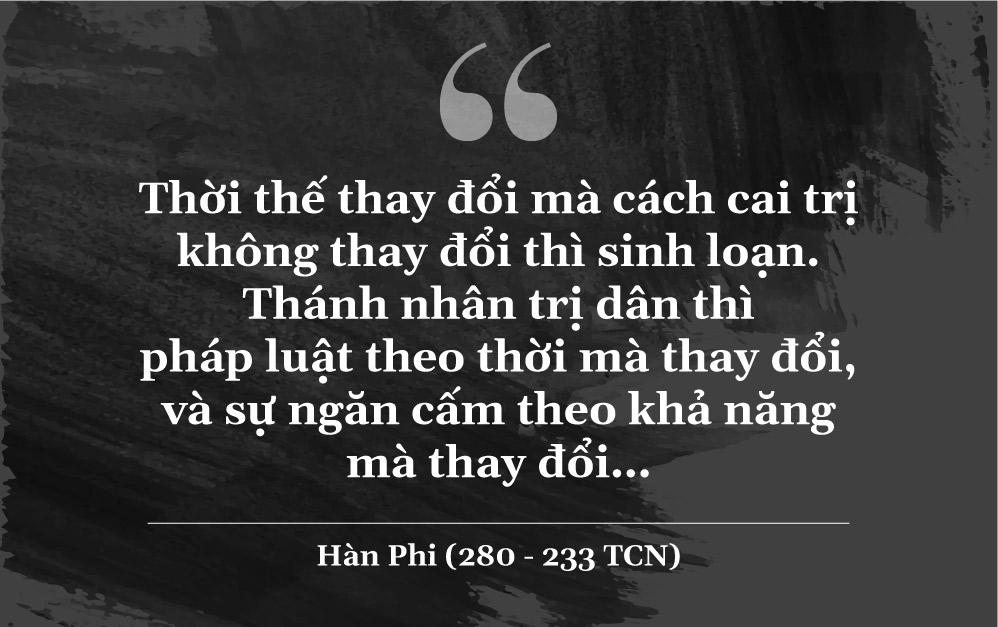 “
Thời thế thay đổi mà cách cai trị
không thay đổi thì sinh loạn.
Thánh nhân trị dân thì
pháp luật theo thời mà thay đổi,
và sự ngăn cấm theo khả năng
mà thay đổi...
Hàn Phi (280 - 233 TCN)